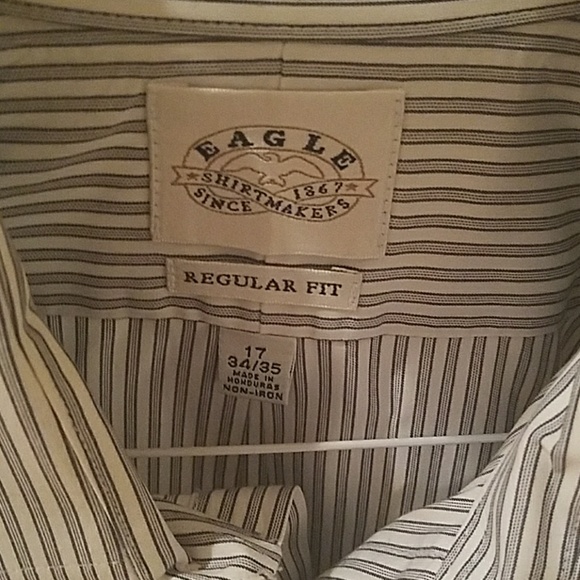 EAGLE
SHIRTMAKERS
SINCE 1867
REGULAR FIT
17
34/35
MADE IN
HONDURAS
NON-IRON